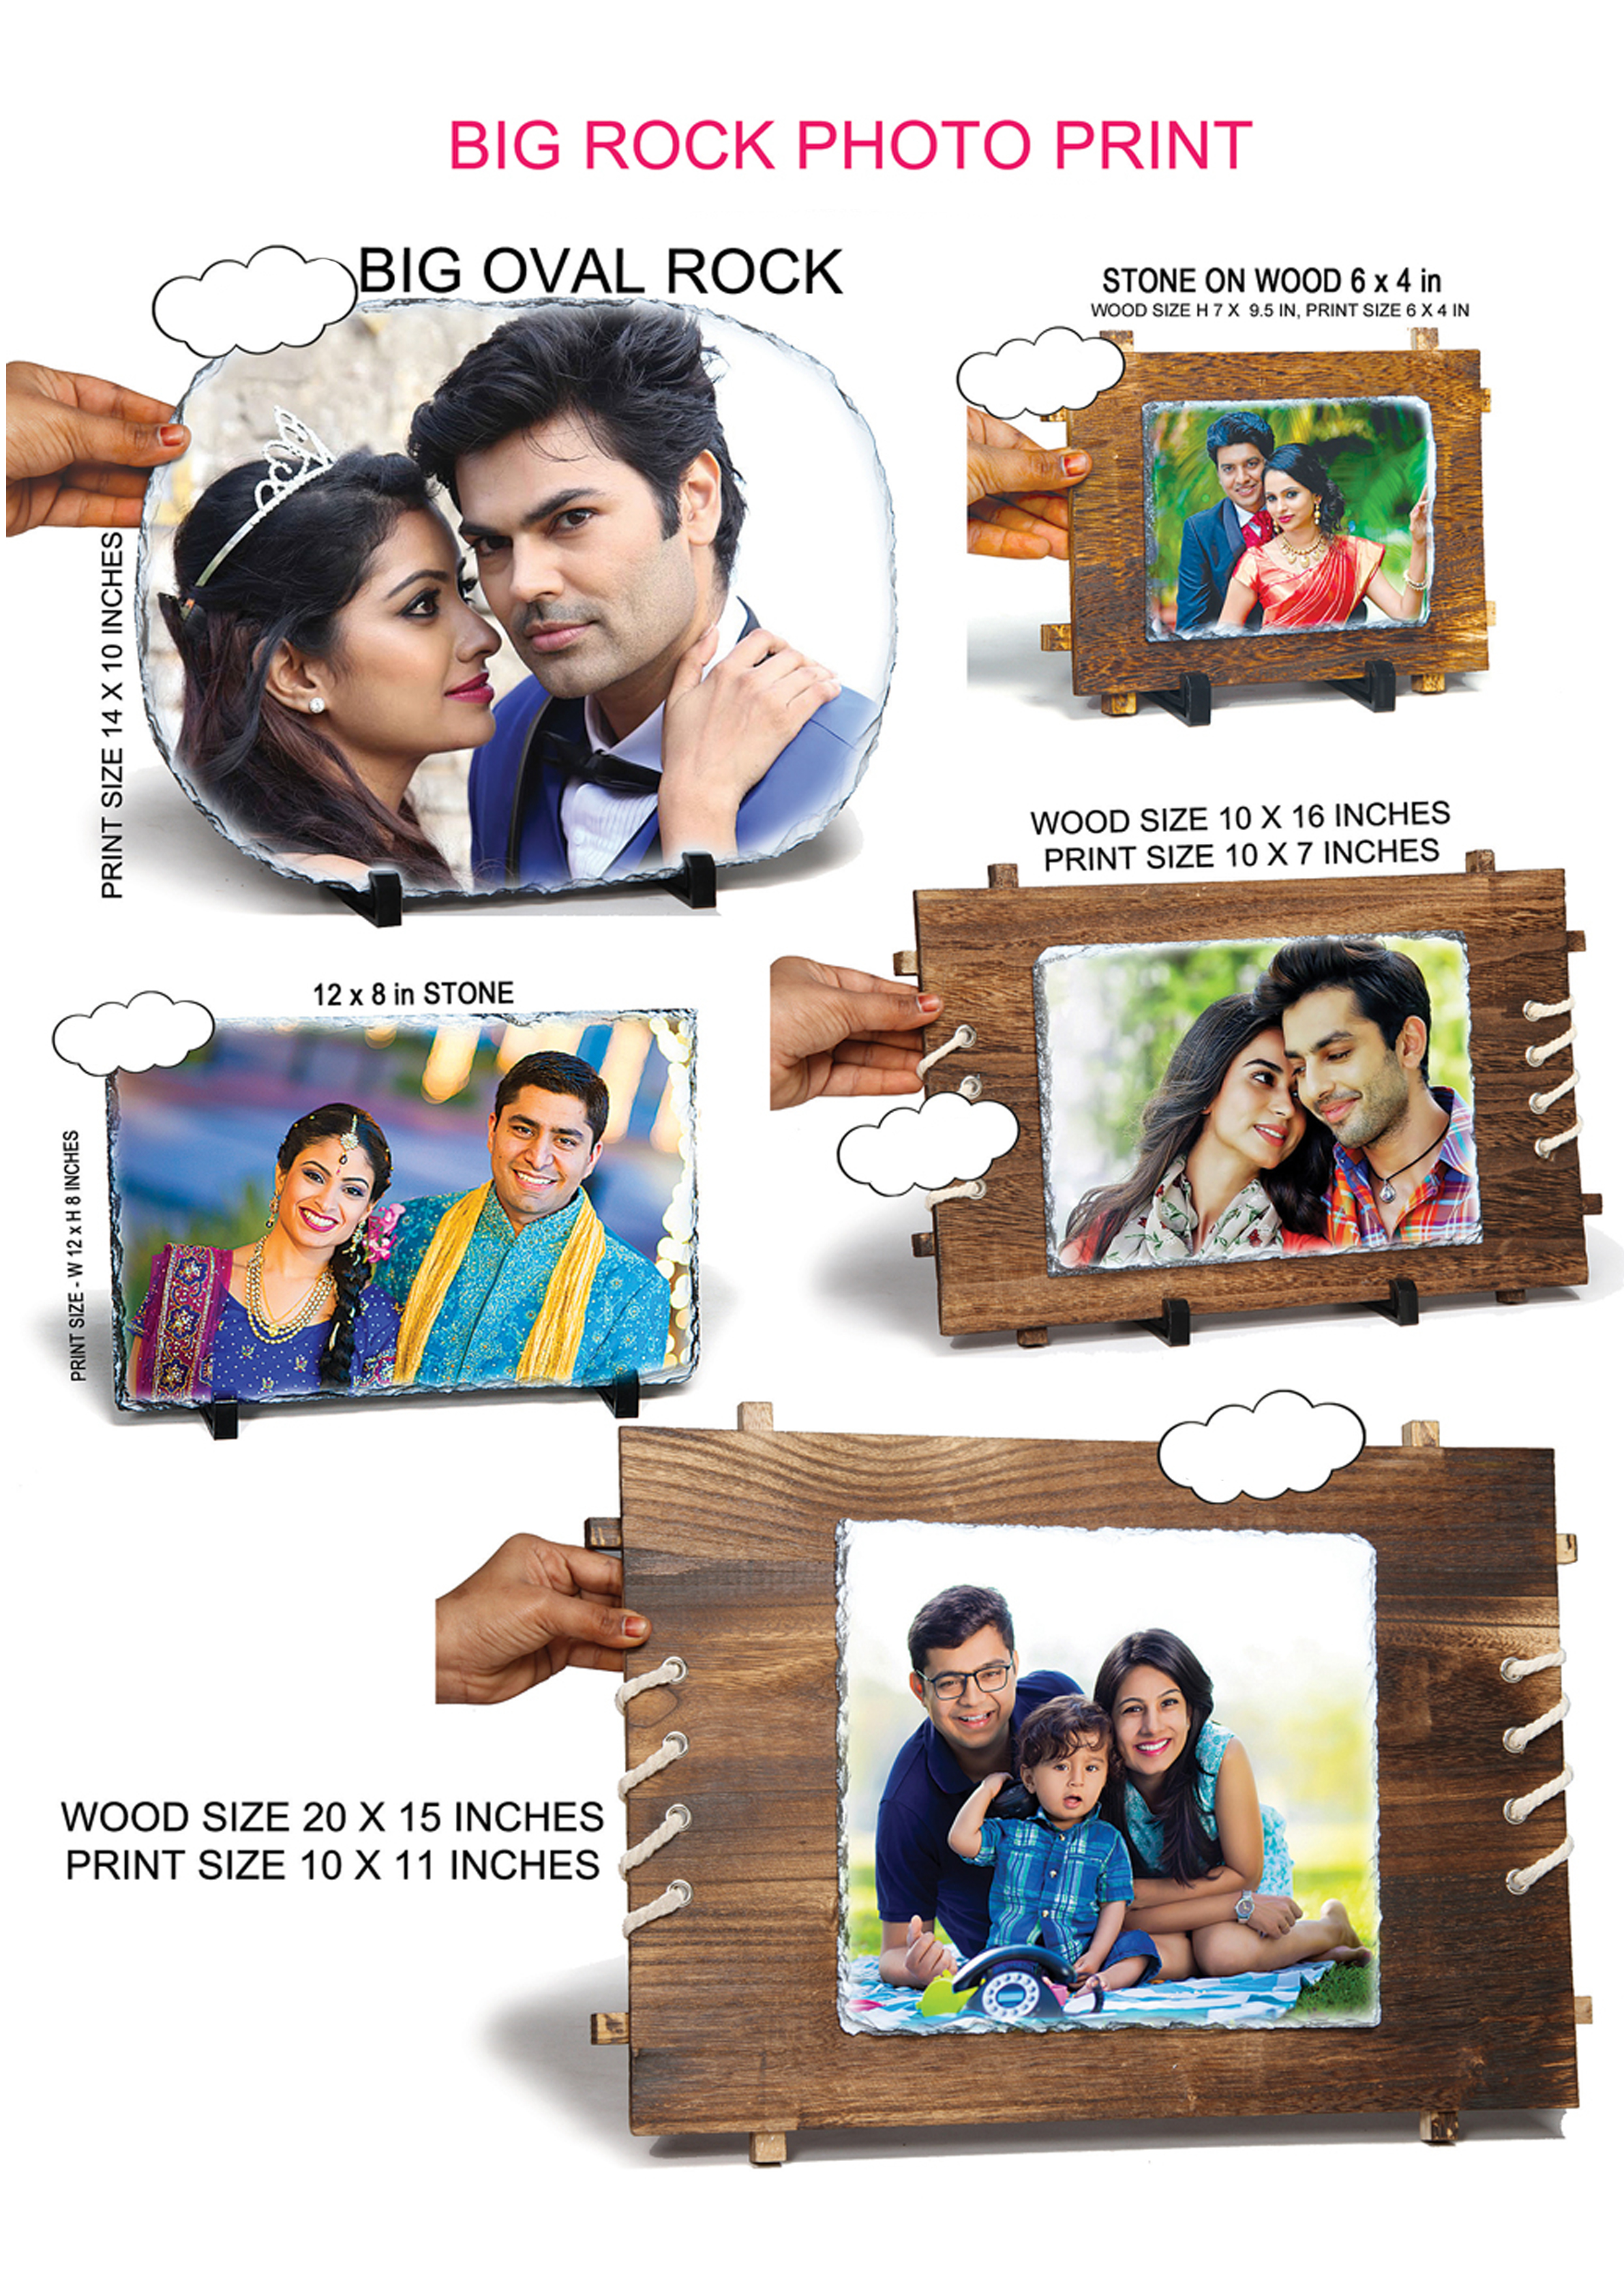 BIG ROCK PHOTO PRINT
BIG OVAL ROCK
PRINT SIZE 14 X 10 INCHES
STONE ON WOOD 6 x 4 in
WOOD SIZE H 7 X 9.5 IN, PRINT SIZE 6 X 4 IN
WOOD SIZE 10 X 16 INCHES
PRINT SIZE 10 X 7 INCHES
12 x 8 in STONE
PRINT SIZE - W 12 x H 8 INCHES
WOOD SIZE 20 X 15 INCHES
PRINT SIZE 10 X 11 INCHES